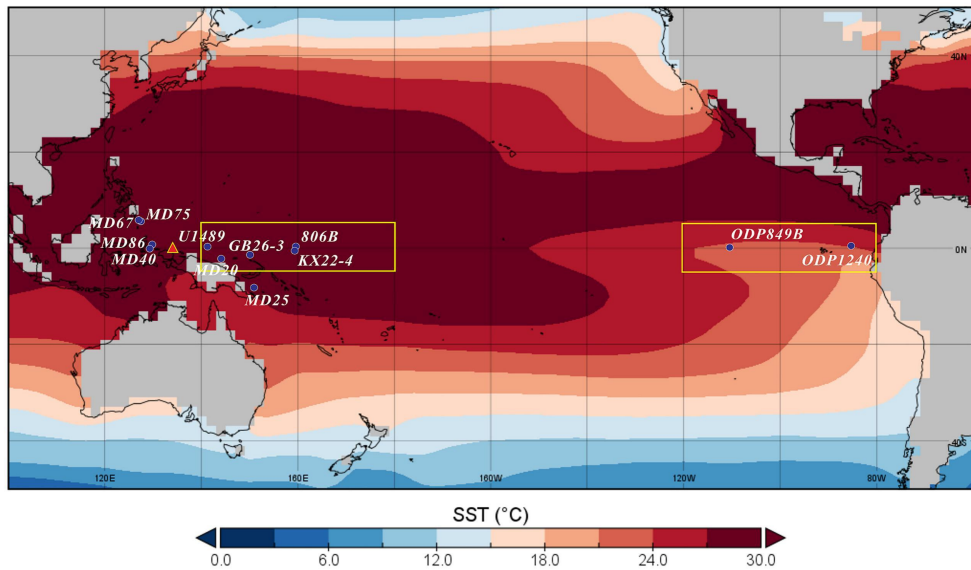 40N
MD67
MD75
U1489
MD86
MD40
GB26-3
806B
MD20
KX22-4
MD25
ODP849B
0N
ODP1240
40S
120E
160E
160W
120W
80W
SST (°C)
0.0 6.0 12.0 18.0 24.0 30.0